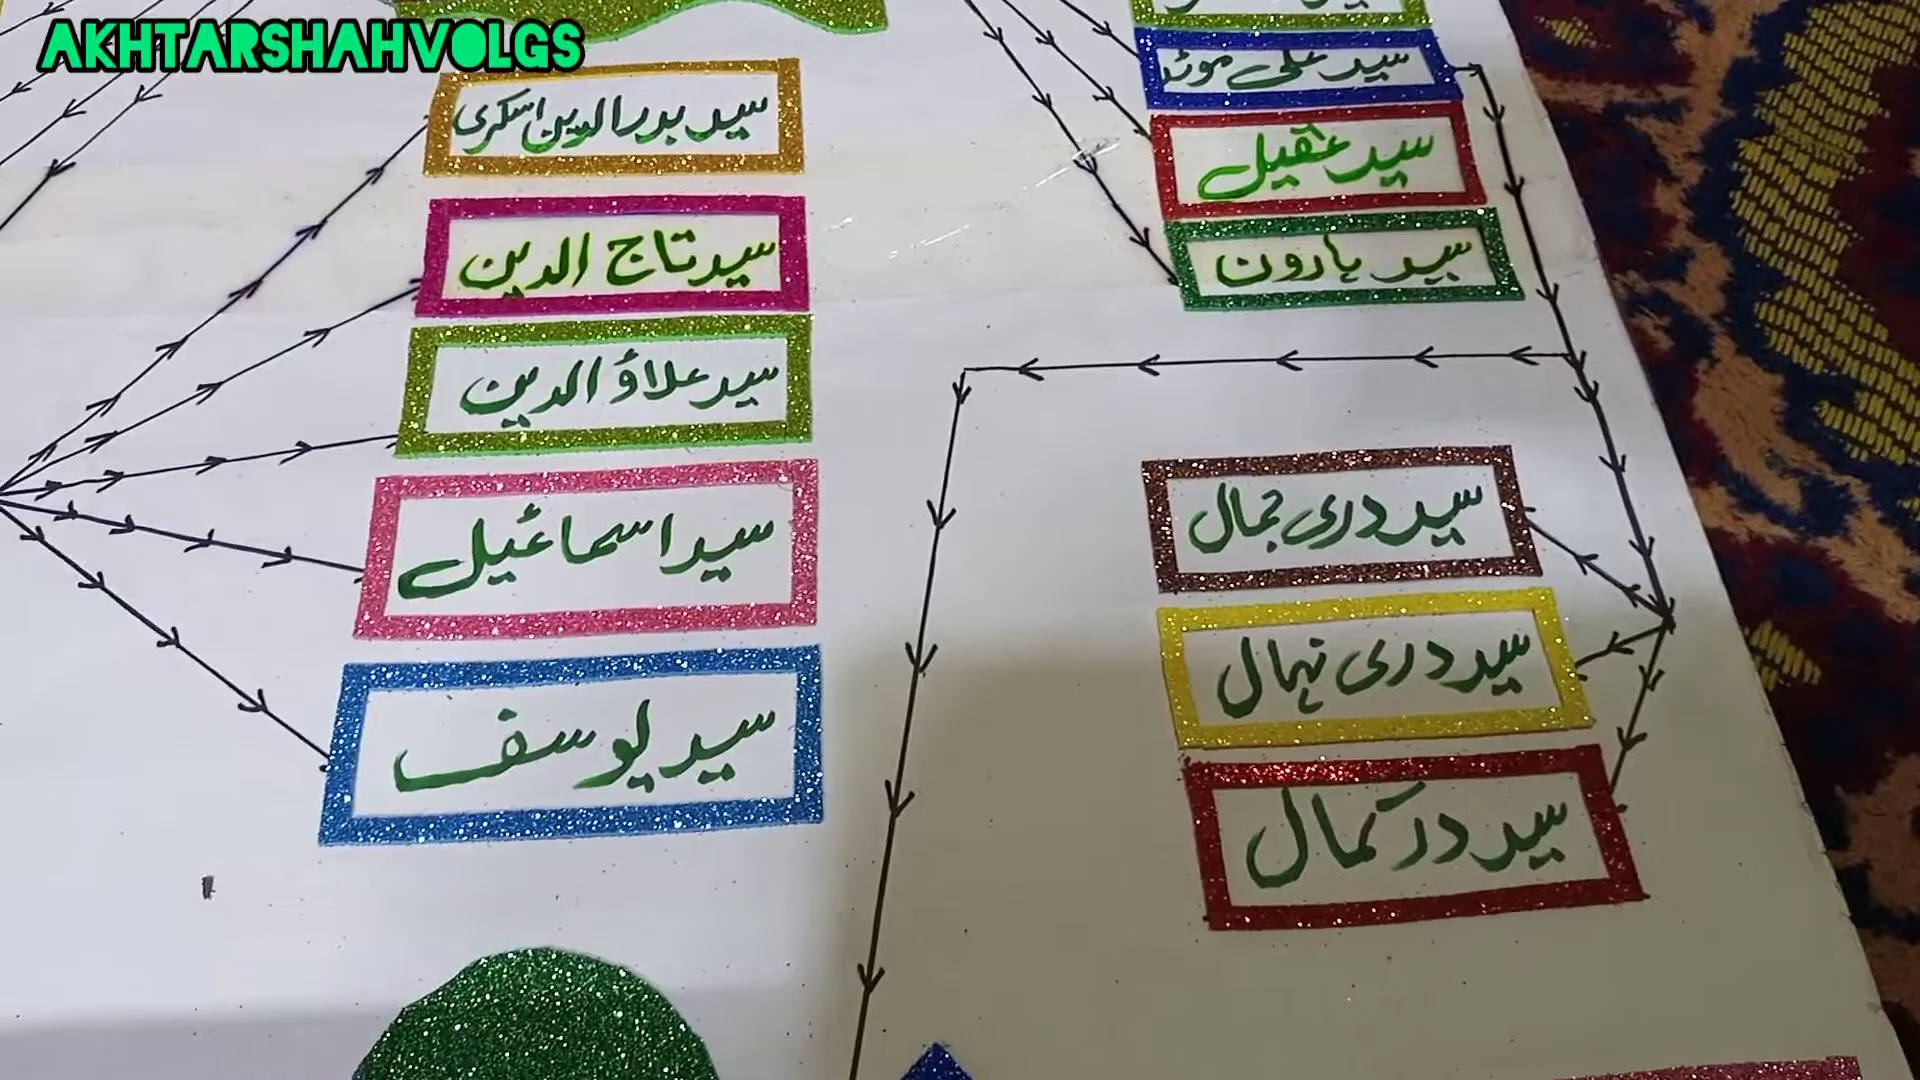 AKHTARSHAHVOLGS
سید علی موئد
سید بدرالدین اسکری
سید عقیل
سید تاج الدین
سید ہارون
سید علاؤ الدین
سید اسماعیل
سید دری جمال
سید دری نہال
سید یوسف
سید در کمال